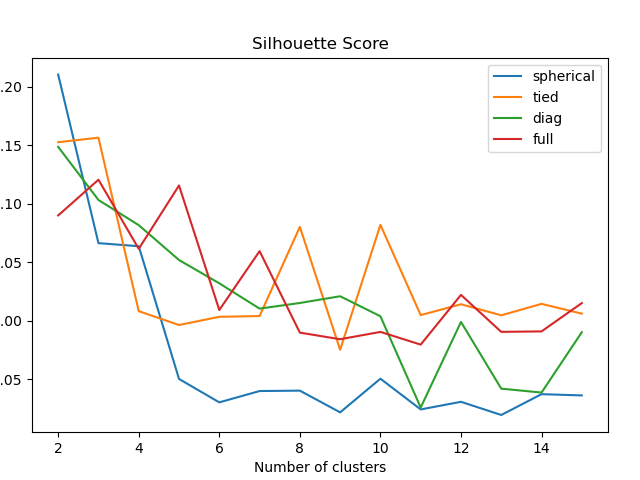 Silhouette Score
.20
.15
.10
.05
.00
.05
2 4 6 8 10 12 14
Number of clusters
spherical
tied
diag
full